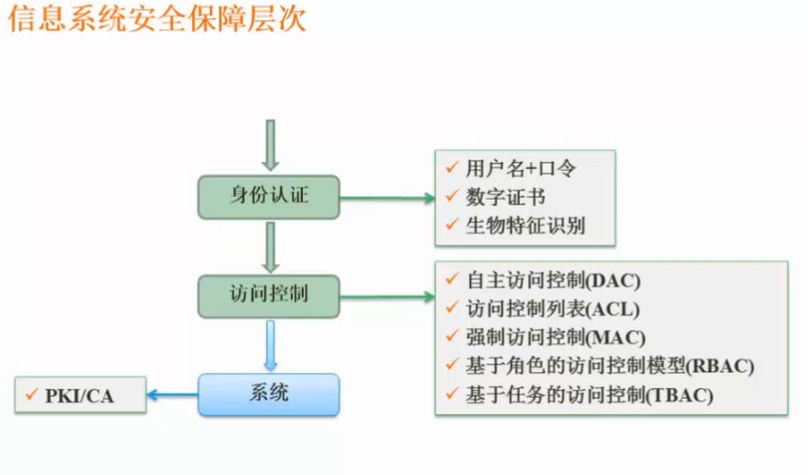 信息系统安全保障层次
身份认证
用户名+口令
数字证书
生物特征识别
访问控制
自主访问控制(DAC)
访问控制列表(ACL)
强制访问控制(MAC)
基于角色的访问控制模型(RBAC)
基于任务的访问控制(TBAC)
系统
PKI/CA